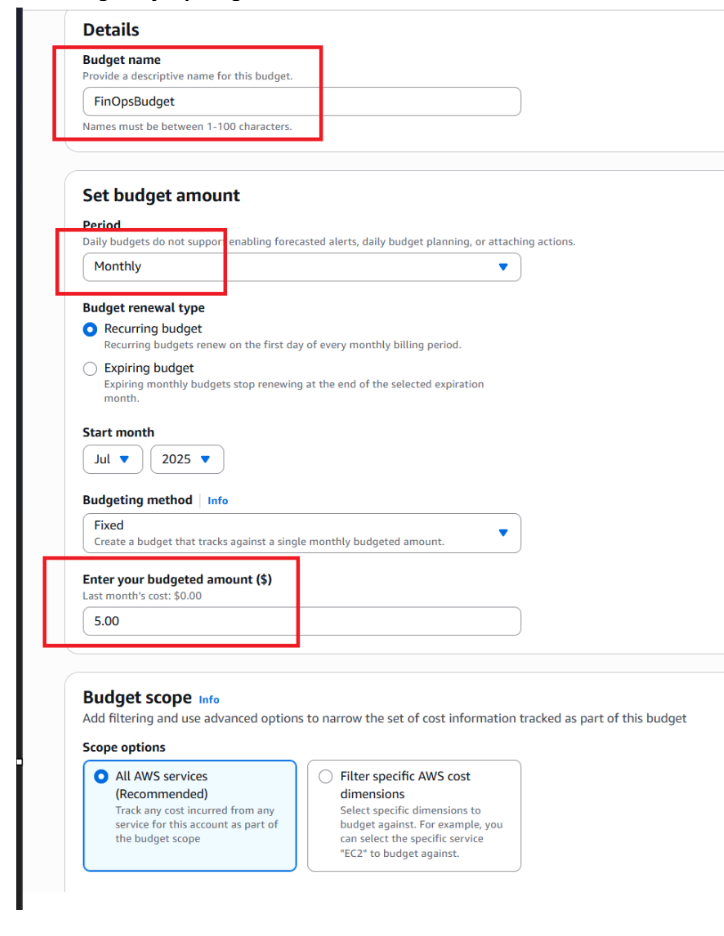 Details
Budget name
Provide a descriptive name for this budget.
FinOpsBudget
Names must be between 1-100 characters.
Set budget amount
Period
Daily budgets do not support enabling forecasted alerts, daily budget planning, or attaching actions.
Monthly
Budget renewal type
Recurring budget
Recurring budgets renew on the first day of every monthly billing period.
Expiring budget
Expiring monthly budgets stop renewing at the end of the selected expiration
month.
Start month
Jul 2025
Budgeting method Info
Fixed
Create a budget that tracks against a single monthly budgeted amount.
Enter your budgeted amount ($)
Last month's cost: $0.00
5.00
Budget scope Info
Add filtering and use advanced options to narrow the set of cost information tracked as part of this budget
Scope options
All AWS services
(Recommended)
Track any cost incurred from any
service for this account as part of
the budget scope
Filter specific AWS cost
dimensions
Select specific dimensions to
budget against. For example, you
can select the specific service
"EC2" to budget against.